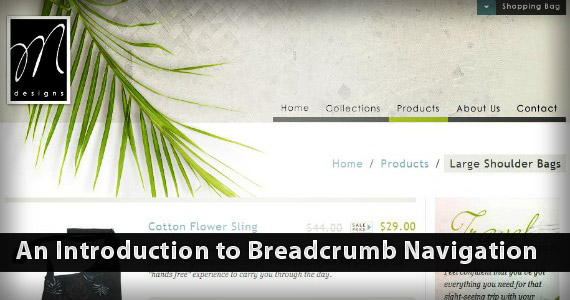 Shopping Bag
M
designs
Home Collections Products About Us Contact
Home / Products / Large Shoulder Bags
Cotton Flower Sling $44.00 SALE PRICE $29.00
Travel
An Introduction to Breadcrumb Navigation
"hands free" experience to carry you through the day.
I feel confident that you've got
everything you need for that
sight-seeing trip with your